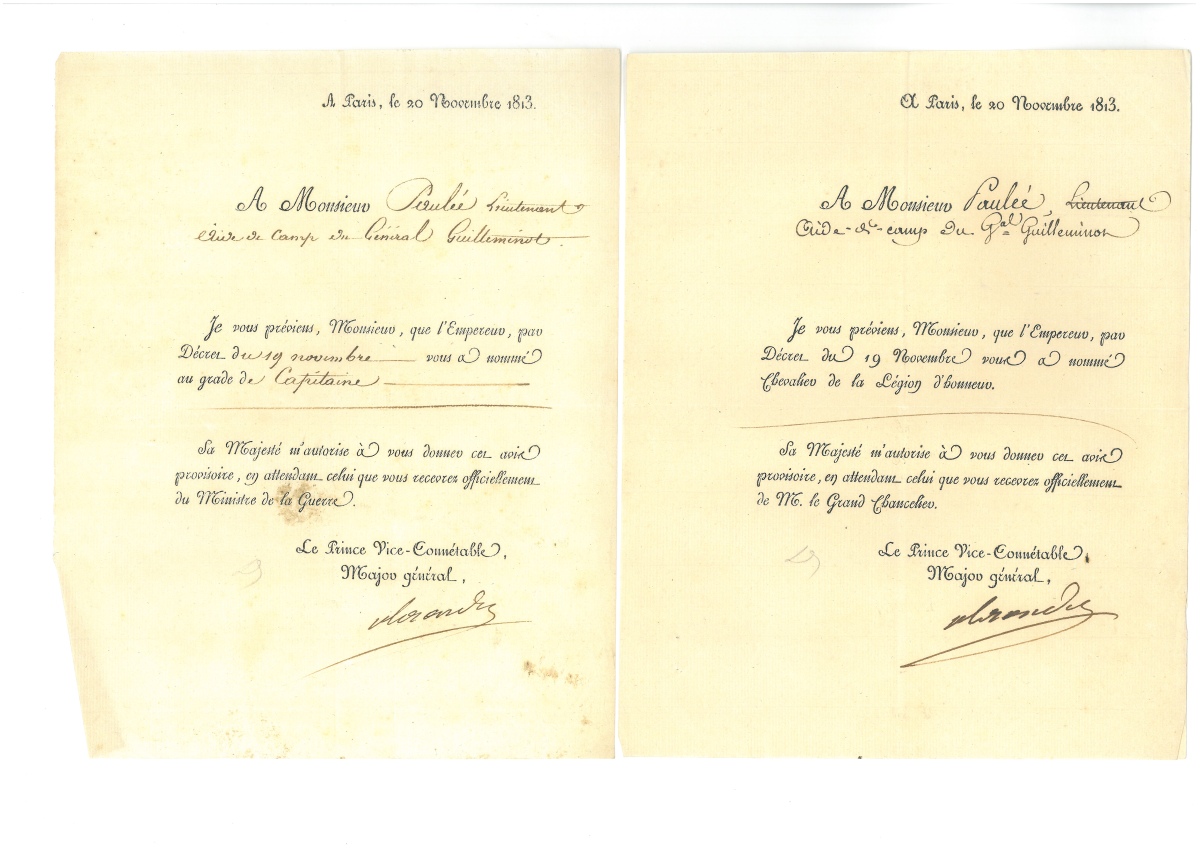 A Paris, le 20 Novembre 1813.
A Monsieur Paulée Lieutenant
Aide de Camp du Général Guilleminot.
Je vous préviens, Monsieur, que l'Empereur, par
Décret du 19 novembre vous a nommé
au grade de Capitaine
Sa Majesté m'autorise à vous donner cet avis
provisoire, en attendant celui que vous recevrez officiellement
du Ministre de la Guerre.
Le Prince Vice-Connétable,
Major général,
Alexandre
A Paris, le 20 Novembre 1813.
A Monsieur Paulée, Lieutenant
Aide-de-camp du Gal Guilleminot
Je vous préviens, Monsieur, que l'Empereur, par
Décret du 19 Novembre vous a nommé
Chevalier de la Légion d'honneur.
Sa Majesté m'autorise à vous donner cet avis
provisoire, en attendant celui que vous recevrez officiellement
de M. le Grand Chancelier.
Le Prince Vice-Connétable,
Major général,
Alexandre